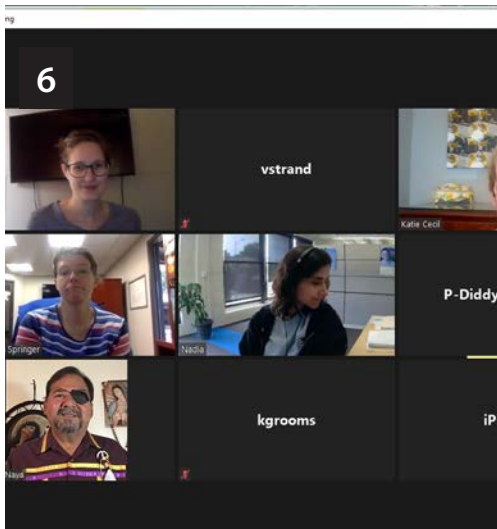 ng
6
vstrand
Katie Cecil
Springer
Nadia
P-Diddy
Naya
kgrooms
iP